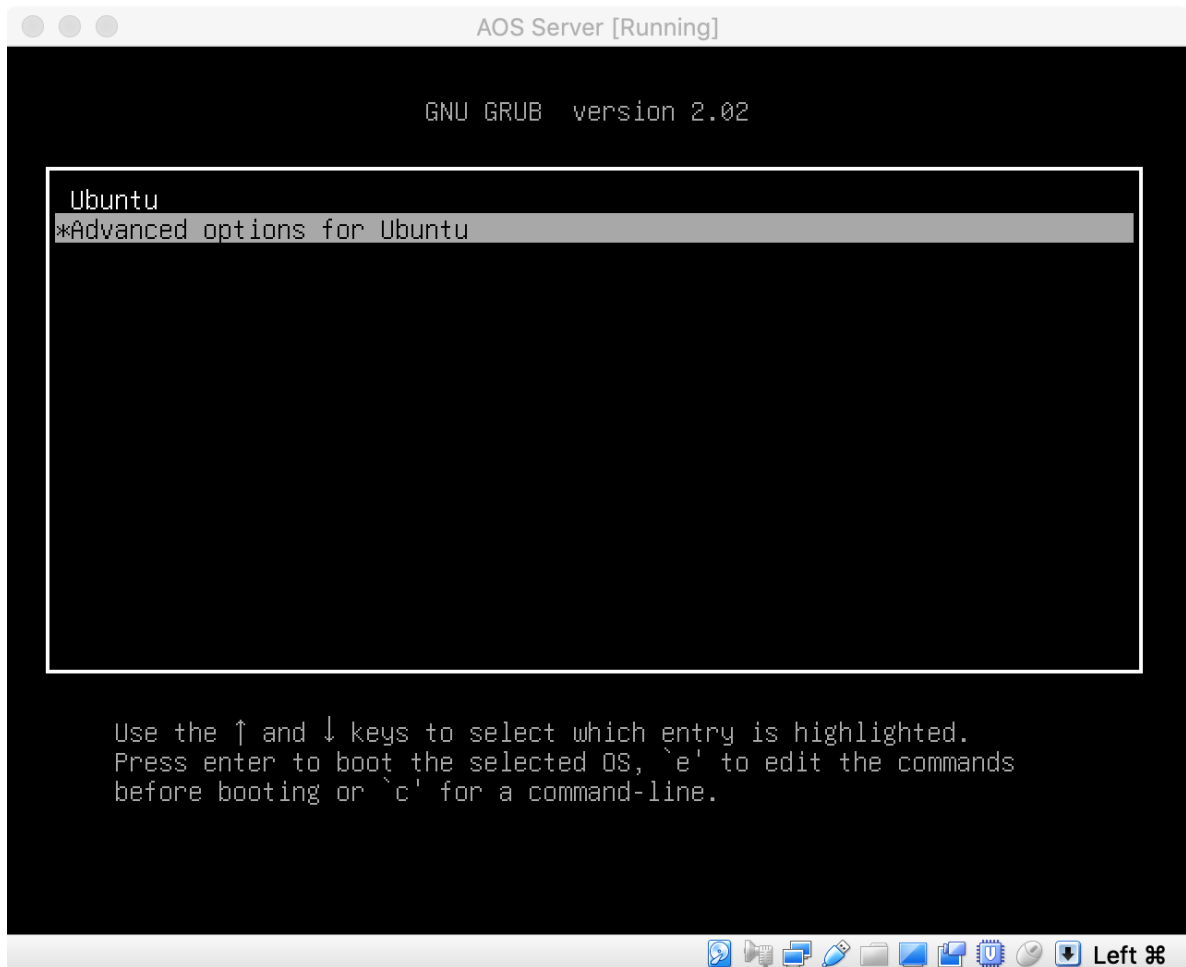 AOS Server [Running]
GNU GRUB  version 2.02
Ubuntu
*Advanced options for Ubuntu
Use the ↑ and ↓ keys to select which entry is highlighted.
Press enter to boot the selected OS, `e' to edit the commands
before booting or `c' for a command-line.
Left ⌘